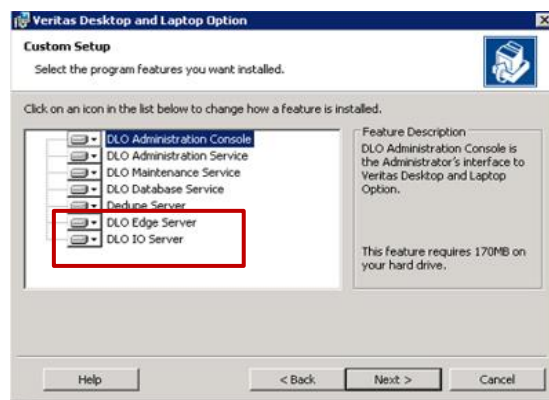 Veritas Desktop and Laptop Option
Custom Setup
Select the program features you want installed.
Click on an icon in the list below to change how a feature is installed.
DLO Administration Console
DLO Administration Service
DLO Maintenance Service
DLO Database Service
Dedupe Server
DLO Edge Server
DLO IO Server
Feature Description
DLO Administration Console is
the Administrator's interface to
Veritas Desktop and Laptop
Option.
This feature requires 170MB on
your hard drive.
Help
< Back
Next >
Cancel